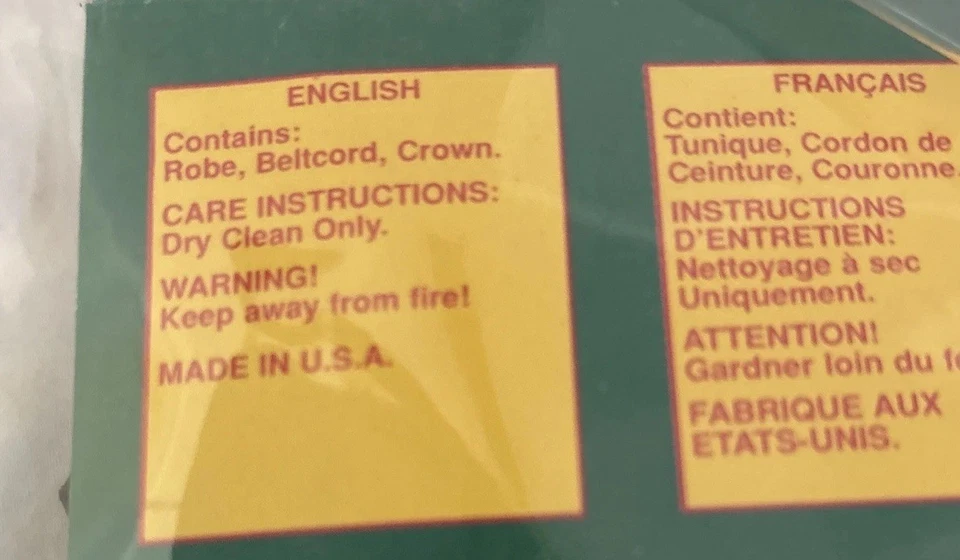 ENGLISH
Contains:
Robe, Beltcord, Crown.
CARE INSTRUCTIONS:
Dry Clean Only.
WARNING!
Keep away from fire!
MADE IN U.S.A.
FRANÇAIS
Contient:
Tunique, Cordon de
Ceinture, Couronne.
INSTRUCTIONS
D'ENTRETIEN:
Nettoyage à sec
Uniquement.
ATTENTION!
Gardner loin du
FABRIQUE AUX
ETATS-UNIS.